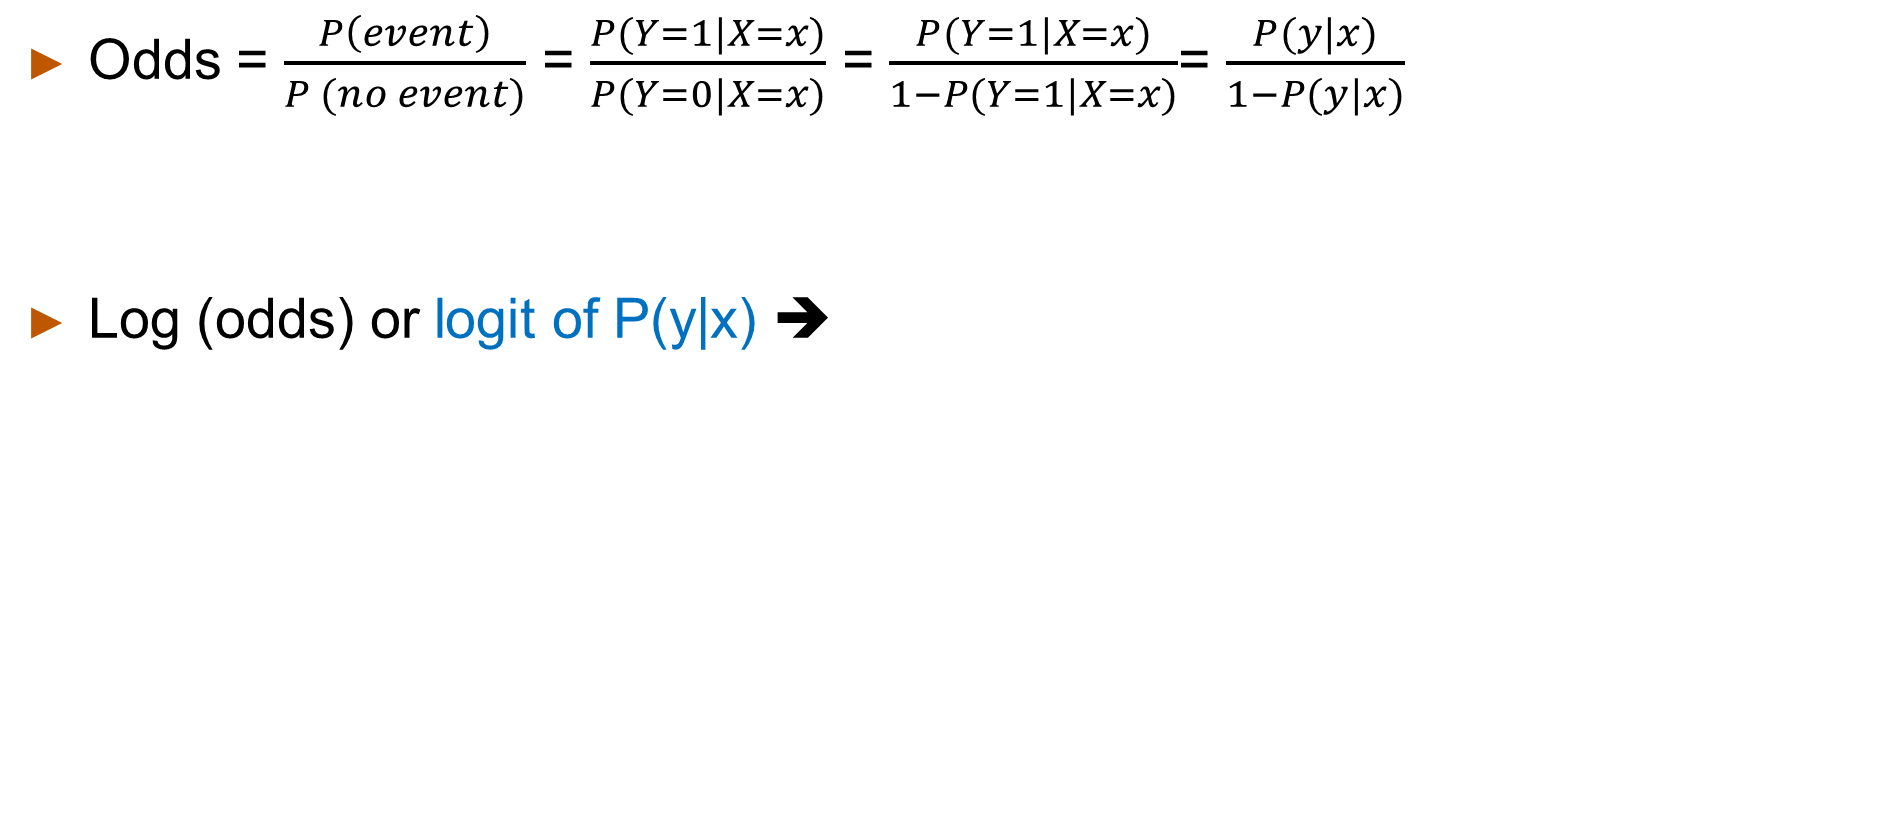 ► Odds = P(event)/P (no event) = P(Y=1|X=x)/P(Y=0|X=x) = P(Y=1|X=x)/1−P(Y=1|X=x) = P(y|x)/1−P(y|x)
► Log (odds) or logit of P(y|x) ➔